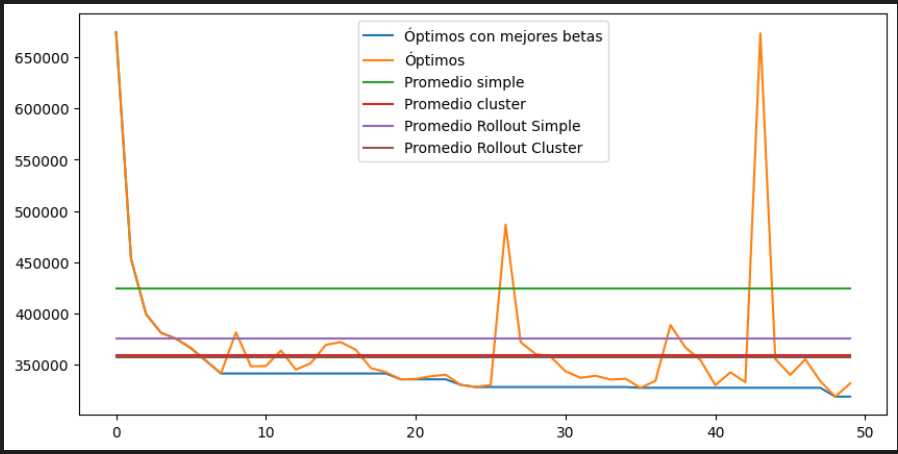 Óptimos con mejores betas
Óptimos
Promedio simple
Promedio cluster
Promedio Rollout Simple
Promedio Rollout Cluster
650000
600000
550000
500000
450000
400000
350000
0 10 20 30 40 50